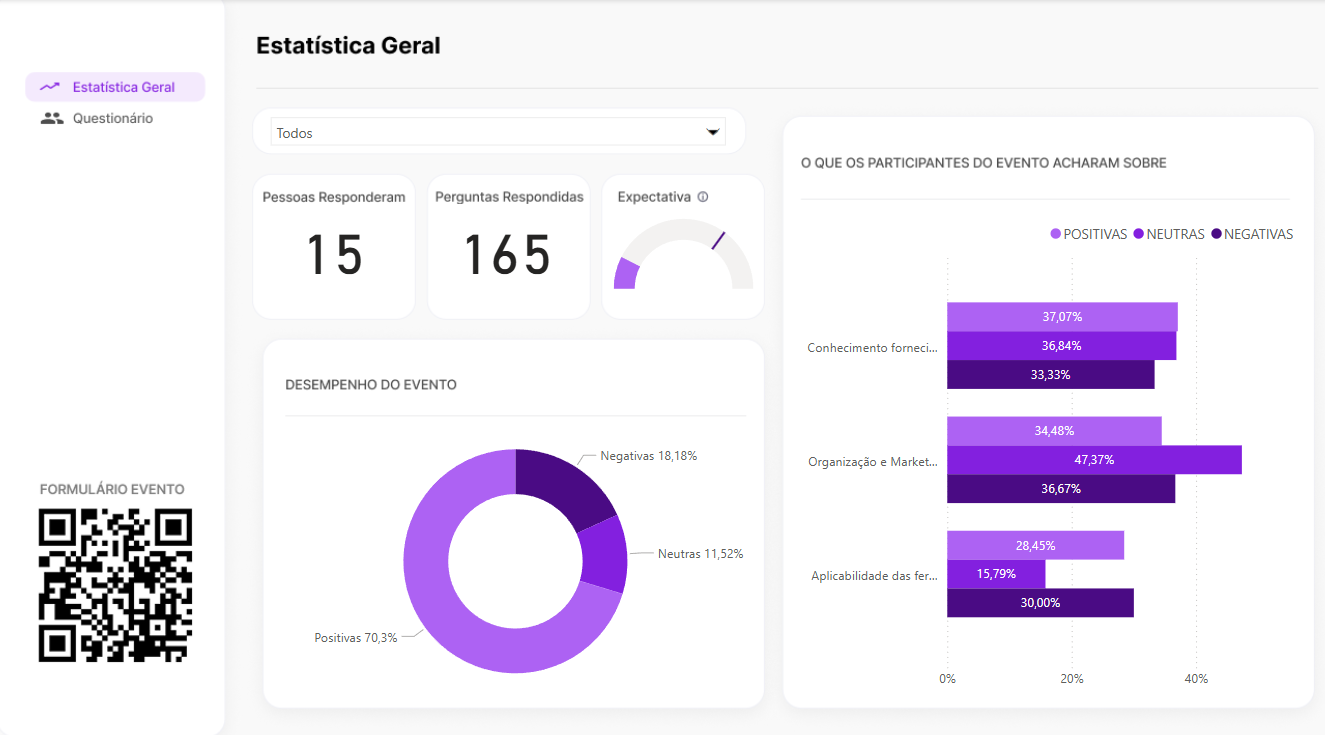 Estatística Geral
Estatística Geral
Questionário
FORMULÁRIO EVENTO
Todos
Pessoas Responderam
15
Perguntas Respondidas
165
Expectativa
DESEMPENHO DO EVENTO
Negativas 18,18%
Neutras 11,52%
Positivas 70,3%
O QUE OS PARTICIPANTES DO EVENTO ACHARAM SOBRE
POSITIVAS NEUTRAS NEGATIVAS
Conhecimento forneci...
37,07%
36,84%
33,33%
Organização e Market...
34,48%
47,37%
36,67%
Aplicabilidade das fer...
28,45%
15,79%
30,00%
0% 20% 40%